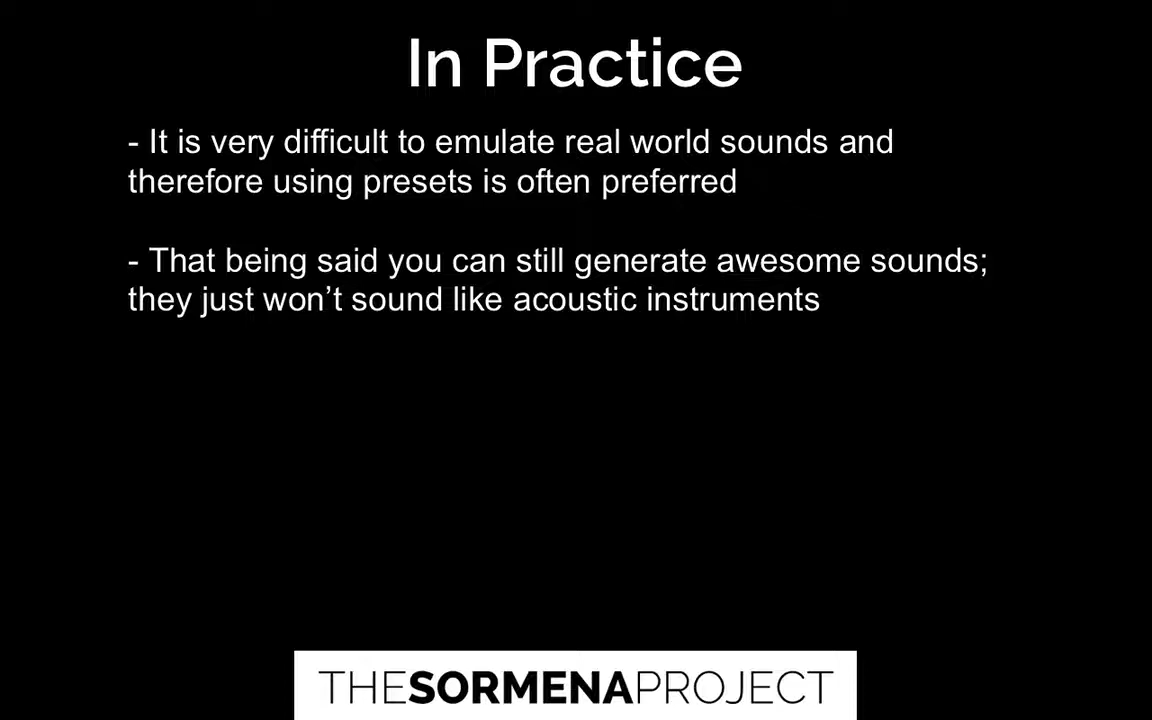 In Practice
- It is very difficult to emulate real world sounds and
therefore using presets is often preferred
- That being said you can still generate awesome sounds;
they just won’t sound like acoustic instruments
THESORMENAPROJECT